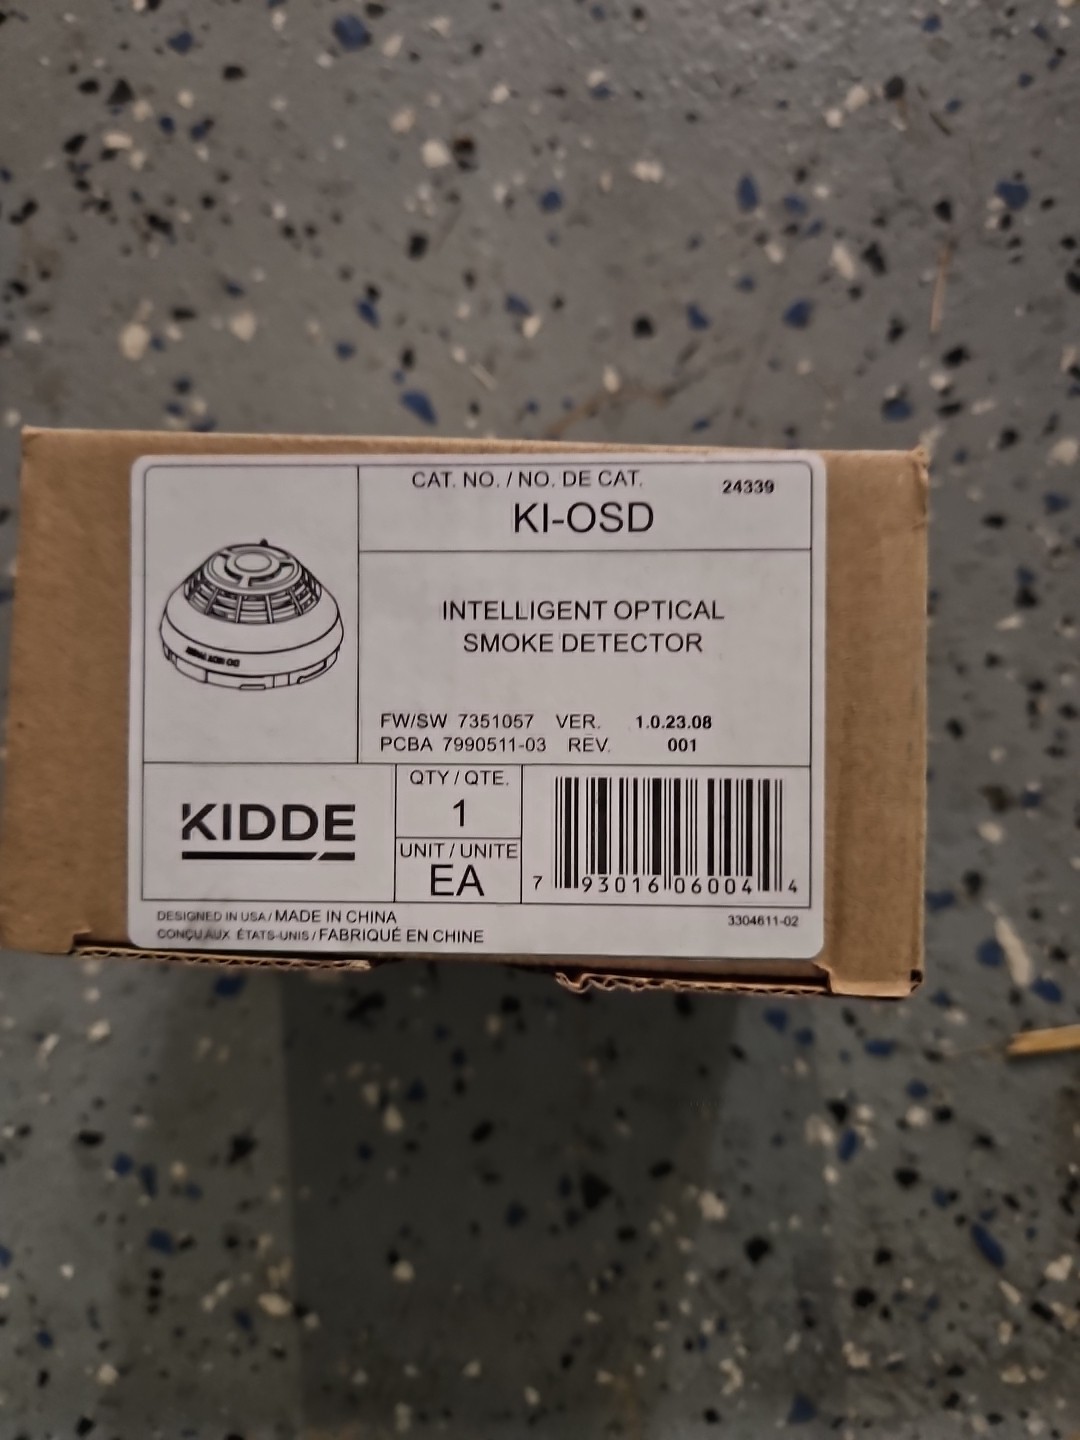 CAT. NO. / NO. DE CAT.
24339
KI-OSD
INTELLIGENT OPTICAL
SMOKE DETECTOR
FW/SW 7351057 VER. 1.0.23.08
PCBA 7990511-03 REV. 001
KIDDE
QTY / QTE.
1
UNIT / UNITE
EA
7 93016 06004 4
DESIGNED IN USA / MADE IN CHINA
CONÇU AUX ÉTATS-UNIS / FABRIQUÉ EN CHINE
3304611-02